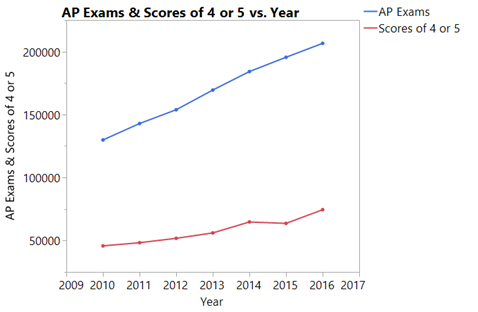 AP Exams & Scores of 4 or 5 vs. Year
AP Exams
Scores of 4 or 5
AP Exams & Scores of 4 or 5
200000
150000
100000
50000
2009 2010 2011 2012 2013 2014 2015 2016 2017
Year